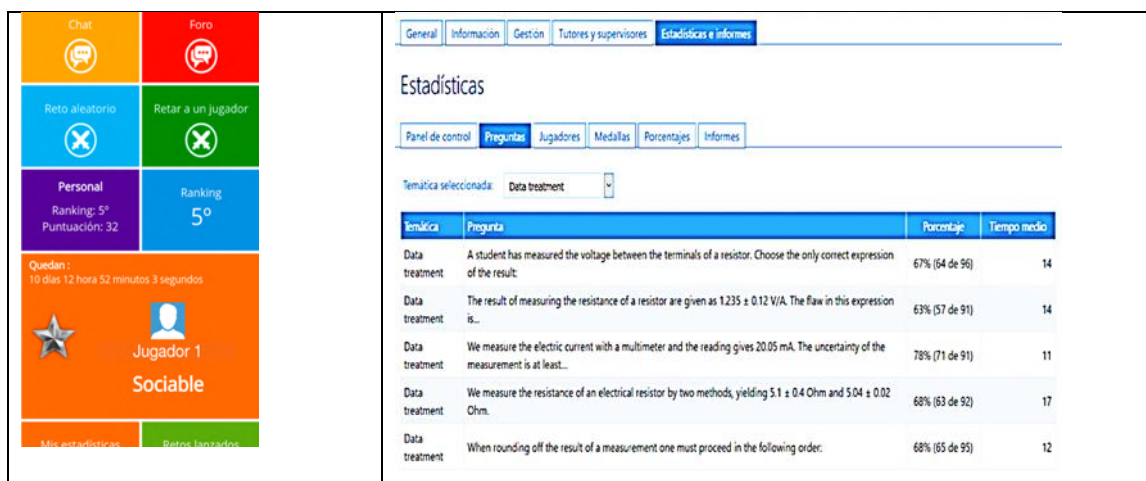 Chat
Foro
Reto aleatorio
Retar a un jugador
Personal
Ranking: 5º
Puntuación: 32
Ranking
5º
Quedan :
10 días 12 hora 52 minutos 3 segundos
Jugador 1
Sociable
Mis estadísticas
Retos lanzados
General
Información
Gestión
Tutores y supervisores
Estadísticas e informes
Estadísticas
Panel de control
Preguntas
Jugadores
Medallas
Porcentajes
Informes
Temática seleccionada:
Data treatment
Temática
Pregunta
Porcentaje
Tiempo medio
Data
treatment
A student has measured the voltage between the terminals of a resistor. Choose the only correct expression
of the result:
67% (64 de 96)
14
Data
treatment
The result of measuring the resistance of a resistor are given as 1.235 ± 0.12 V/A. The flaw in this expression
is...
63% (57 de 91)
14
Data
treatment
We measure the electric current with a multimeter and the reading gives 20.05 mA. The uncertainty of the
measurement is at least...
78% (71 de 91)
11
Data
treatment
We measure the resistance of an electrical resistor by two methods, yielding 5.1 ± 0.4 Ohm and 5.04 ± 0.02
Ohm.
68% (63 de 92)
17
Data
treatment
When rounding off the result of a measurement one must proceed in the following order:
68% (65 de 95)
12